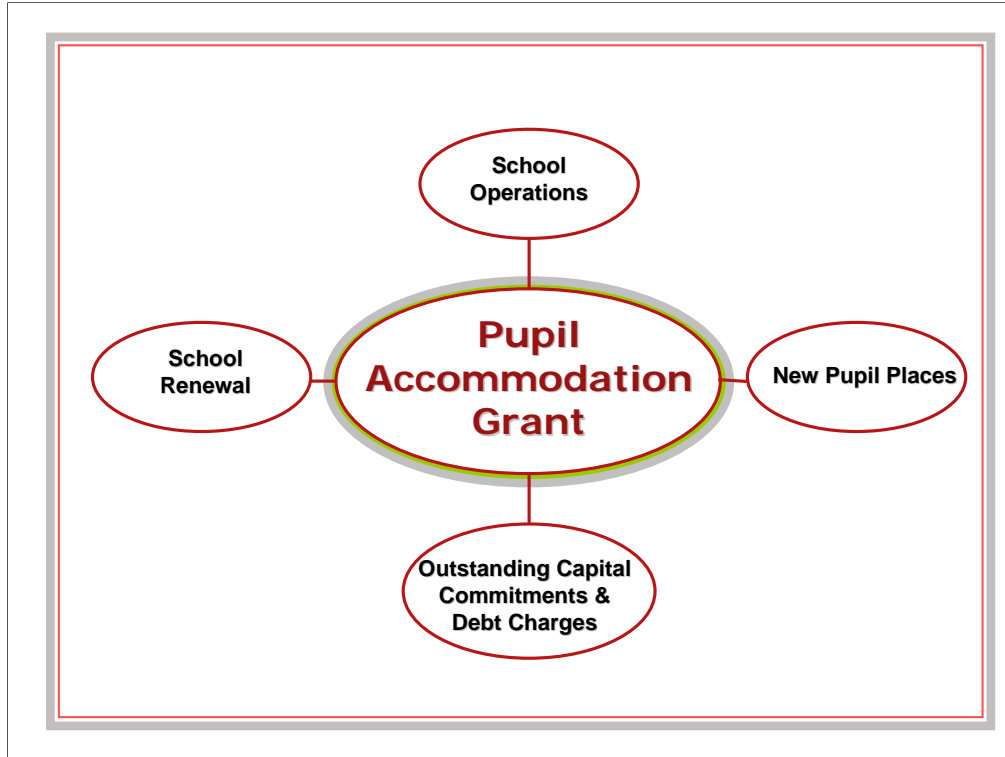 School
Operations
School
Renewal
Pupil
Accommodation
Grant
New Pupil Places
Outstanding Capital
Commitments &
Debt Charges